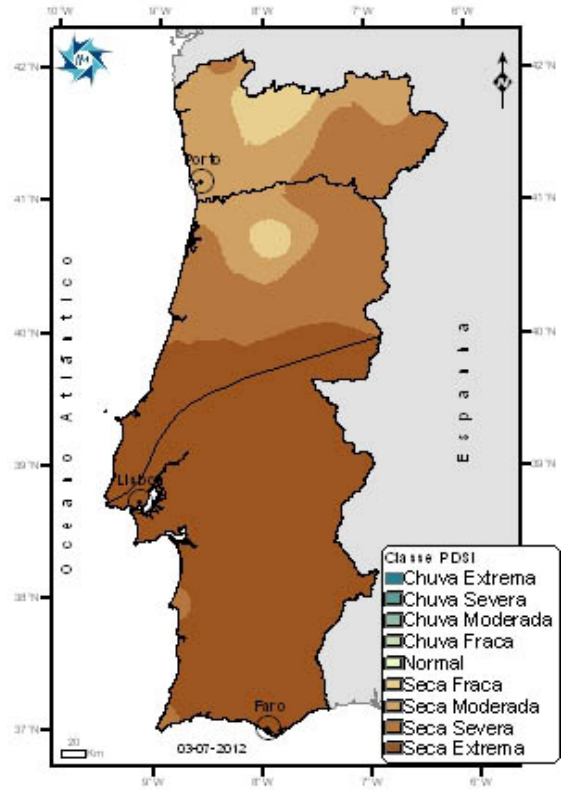 10°W 9°W 8°W 7°W 6°W
42°N 42°N
Porto
41°N 41°N
40°N 40°N
Oceano Atlántico
Espanha
39°N 39°N
Lisboa
Classe PDSI
Chuva Extrema
Chuva Severa
38°N
Chuva Moderada
Chuva Fraca
Normal
Seca Fraca
Seca Moderada
Faro
37°N
Seca Severa
20
Km
03-07-2012
Seca Extrema
9°W 8°W 7°W 6°W